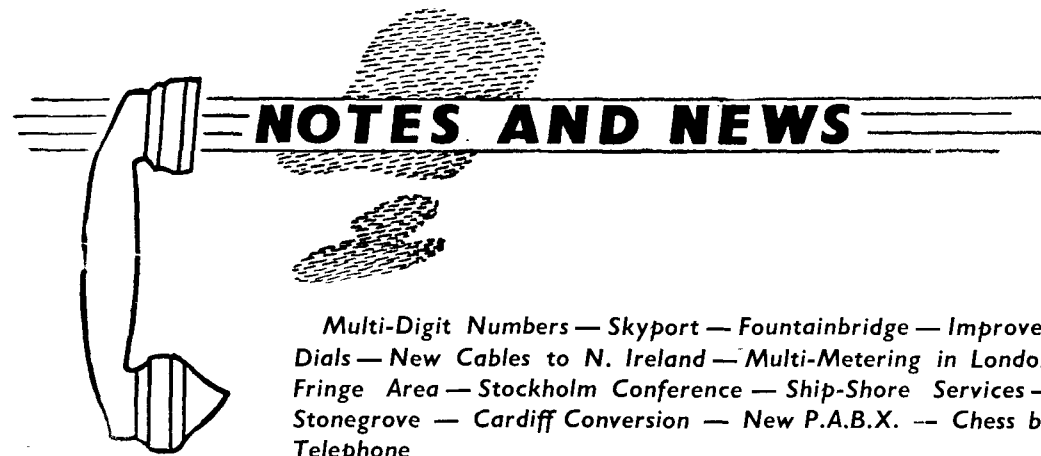 NOTES AND NEWS
Multi-Digit Numbers — Skyport — Fountainbridge — Improve
Dials — New Cables to N. Ireland — Multi-Metering in Londo
Fringe Area — Stockholm Conference — Ship-Shore Services —
Stonegrove — Cardiff Conversion — New P.A.B.X. -- Chess b
Telephone